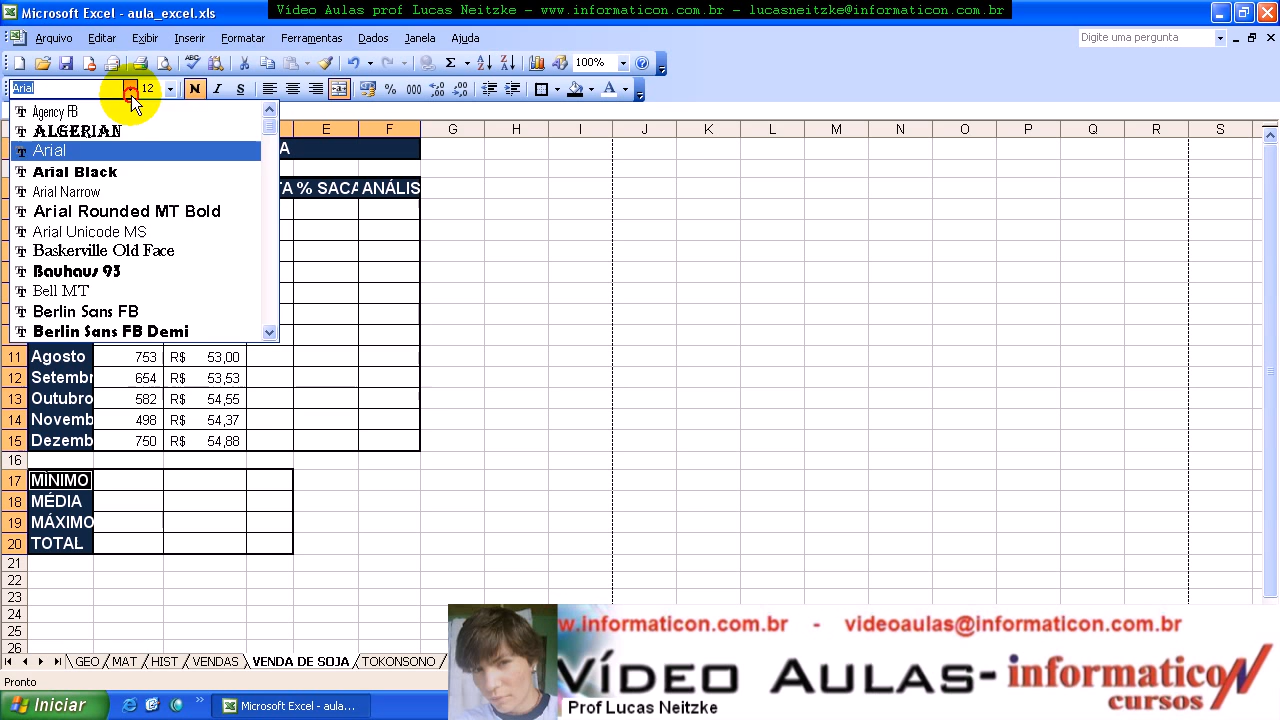 Vídeo Aulas prof Lucas Neitzke - www.informaticon.com.br - lucasneitzke@informaticon.com.br
Microsoft Excel - aula_excel.xls
Arquivo Editar Exibir Inserir Formatar Ferramentas Dados Janela Ajuda
Digite uma pergunta
100%
Arial 12 N I S
% 000
Agency FB
ALGERIAN
Arial
Arial Black
Arial Narrow
Arial Rounded MT Bold
Arial Unicode MS
Baskerville Old Face
Bauhaus 93
Bell MT
Berlin Sans FB
Berlin Sans FB Demi
E F G H I J K L M N O P Q R S
A
TA % SACA ANÁLIS
11 Agosto 753 R$ 53,00
12 Setembr 654 R$ 53,53
13 Outubro 582 R$ 54,55
14 Novemb 498 R$ 54,37
15 Dezemb 750 R$ 54,88
16
17 MÍNIMO
18 MÉDIA
19 MÁXIMO
20 TOTAL
21
22
23
24
25
26
GEO MAT HIST VENDAS VENDA DE SOJA TOKONSONO
Pronto
Iniciar
Microsoft Excel - aula...
w.informaticon.com.br - videoaulas@informaticon.com.br
VÍDEO AULAS- informaticoN
cursos
Prof Lucas Neitzke